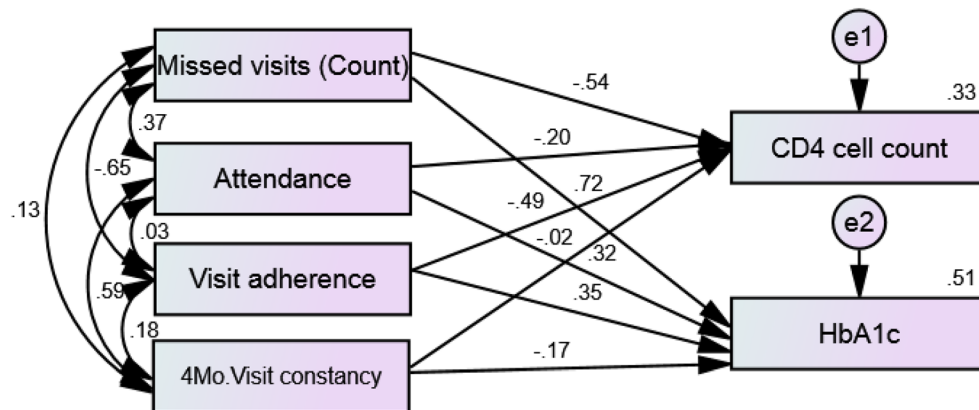 e1
Missed visits (Count)
-.54
.33
.37
CD4 cell count
-.20
Attendance
-.65
-.49
.72
e2
.13
.03
-.02
.32
Visit adherence
.59
.35
.51
.18
HbA1c
-.17
4Mo.Visit constancy